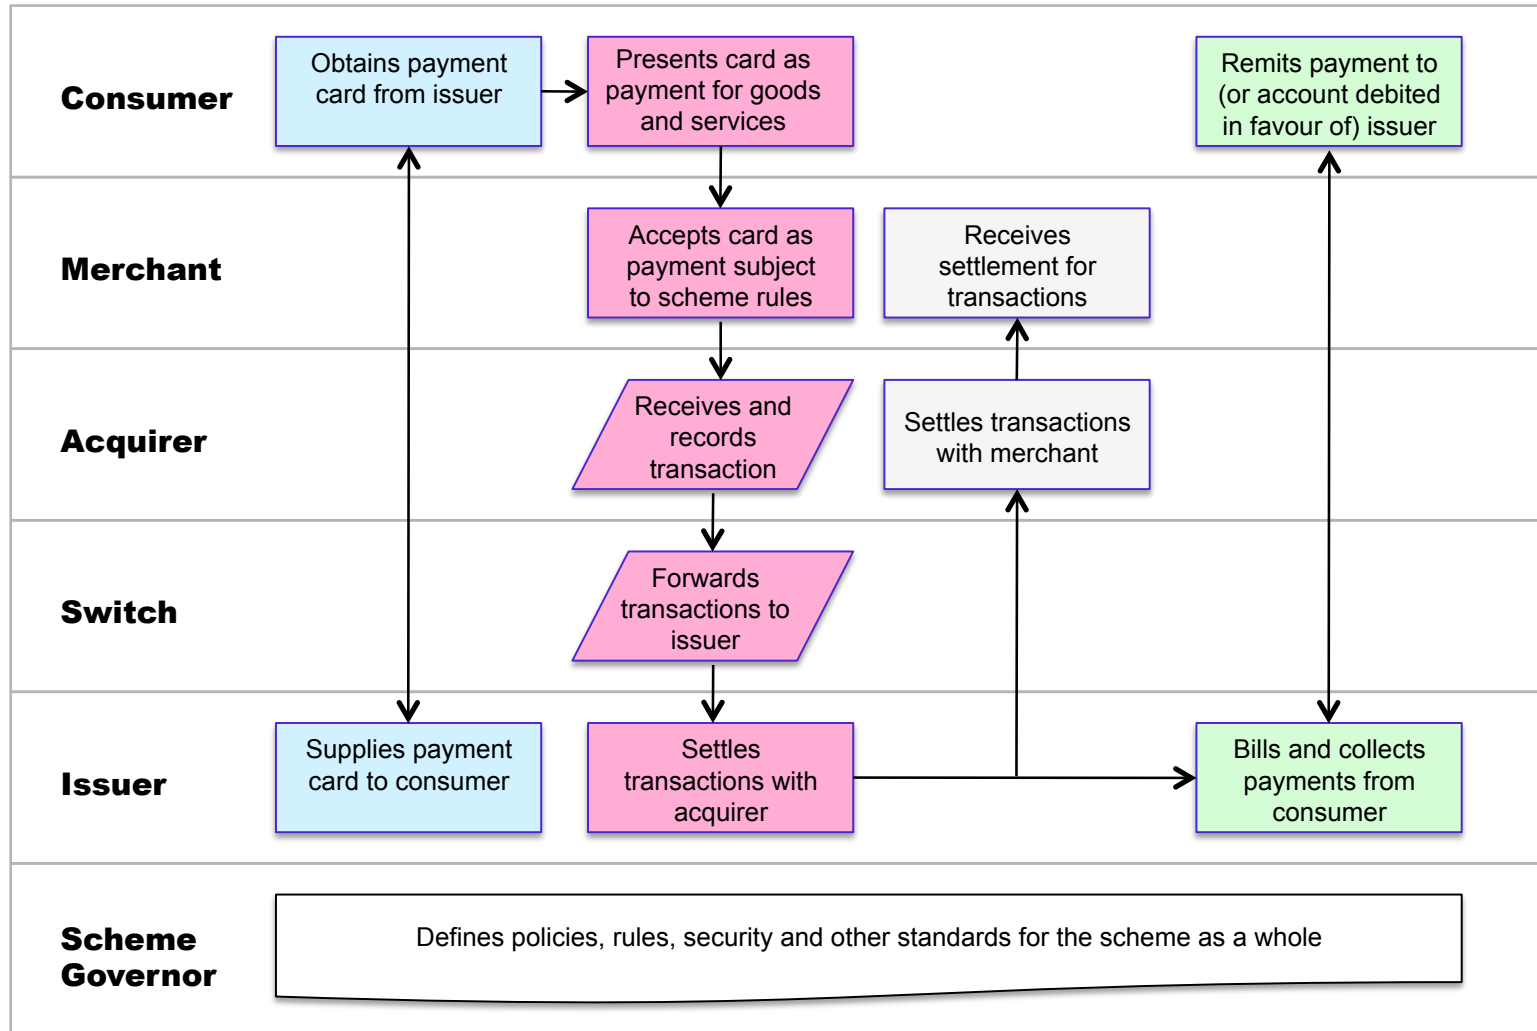 Consumer
Obtains payment
card from issuer
Presents card as
payment for goods
and services
Remits payment to
(or account debited
in favour of) issuer
Merchant
Accepts card as
payment subject
to scheme rules
Receives
settlement for
transactions
Acquirer
Receives and
records
transaction
Settles transactions
with merchant
Switch
Forwards
transactions to
issuer
Issuer
Supplies payment
card to consumer
Settles
transactions with
acquirer
Bills and collects
payments from
consumer
Scheme
Governor
Defines policies, rules, security and other standards for the scheme as a whole